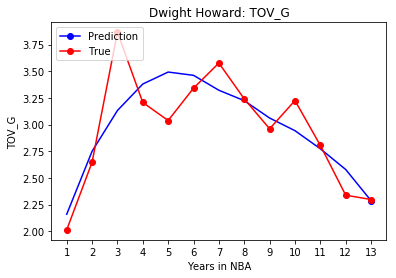 Dwight Howard: TOV_G
Prediction
True
TOV_G
3.75
3.50
3.25
3.00
2.75
2.50
2.25
2.00
1 2 3 4 5 6 7 8 9 10 11 12 13
Years in NBA